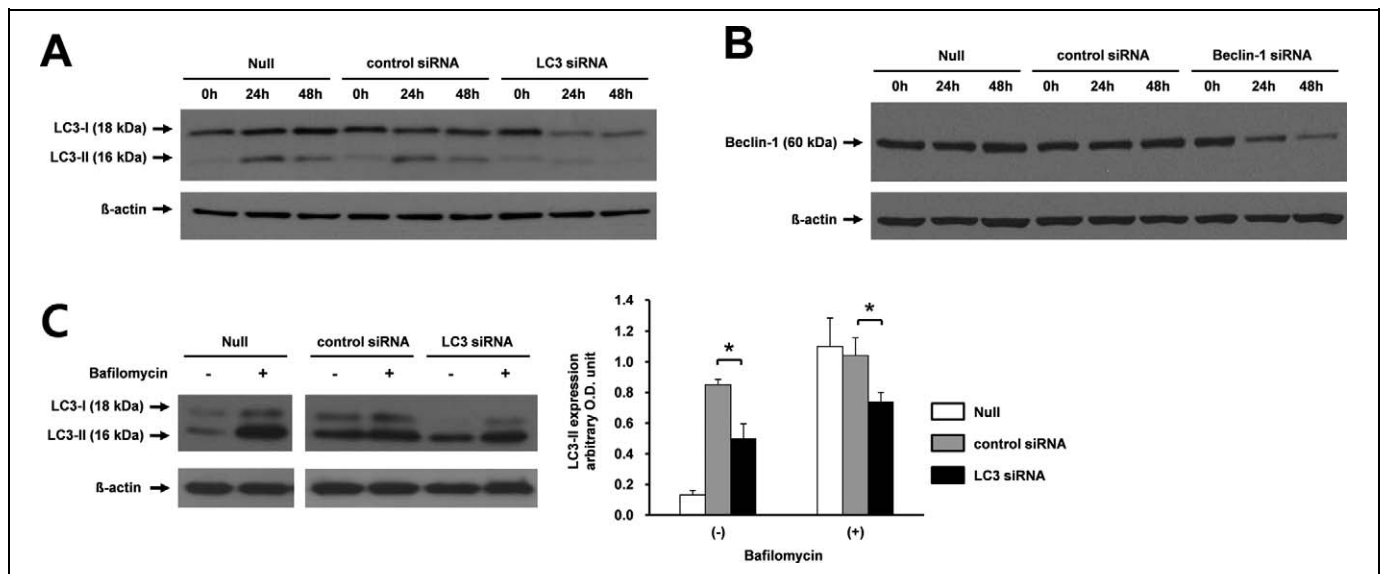 A
Null control siRNA LC3 siRNA
0h 24h 48h 0h 24h 48h 0h 24h 48h
LC3-I (18 kDa)
LC3-II (16 kDa)
ß-actin
B
Null control siRNA Beclin-1 siRNA
0h 24h 48h 0h 24h 48h 0h 24h 48h
Beclin-1 (60 kDa)
ß-actin
C
Null control siRNA LC3 siRNA
Bafilomycin - + - + - +
LC3-I (18 kDa)
LC3-II (16 kDa)
ß-actin
LC3-II expression
arbitrary O.D. unit
1.4
1.2
1.0
0.8
0.6
0.4
0.2
0.0
* *
(-) (+)
Bafilomycin
Null
control siRNA
LC3 siRNA